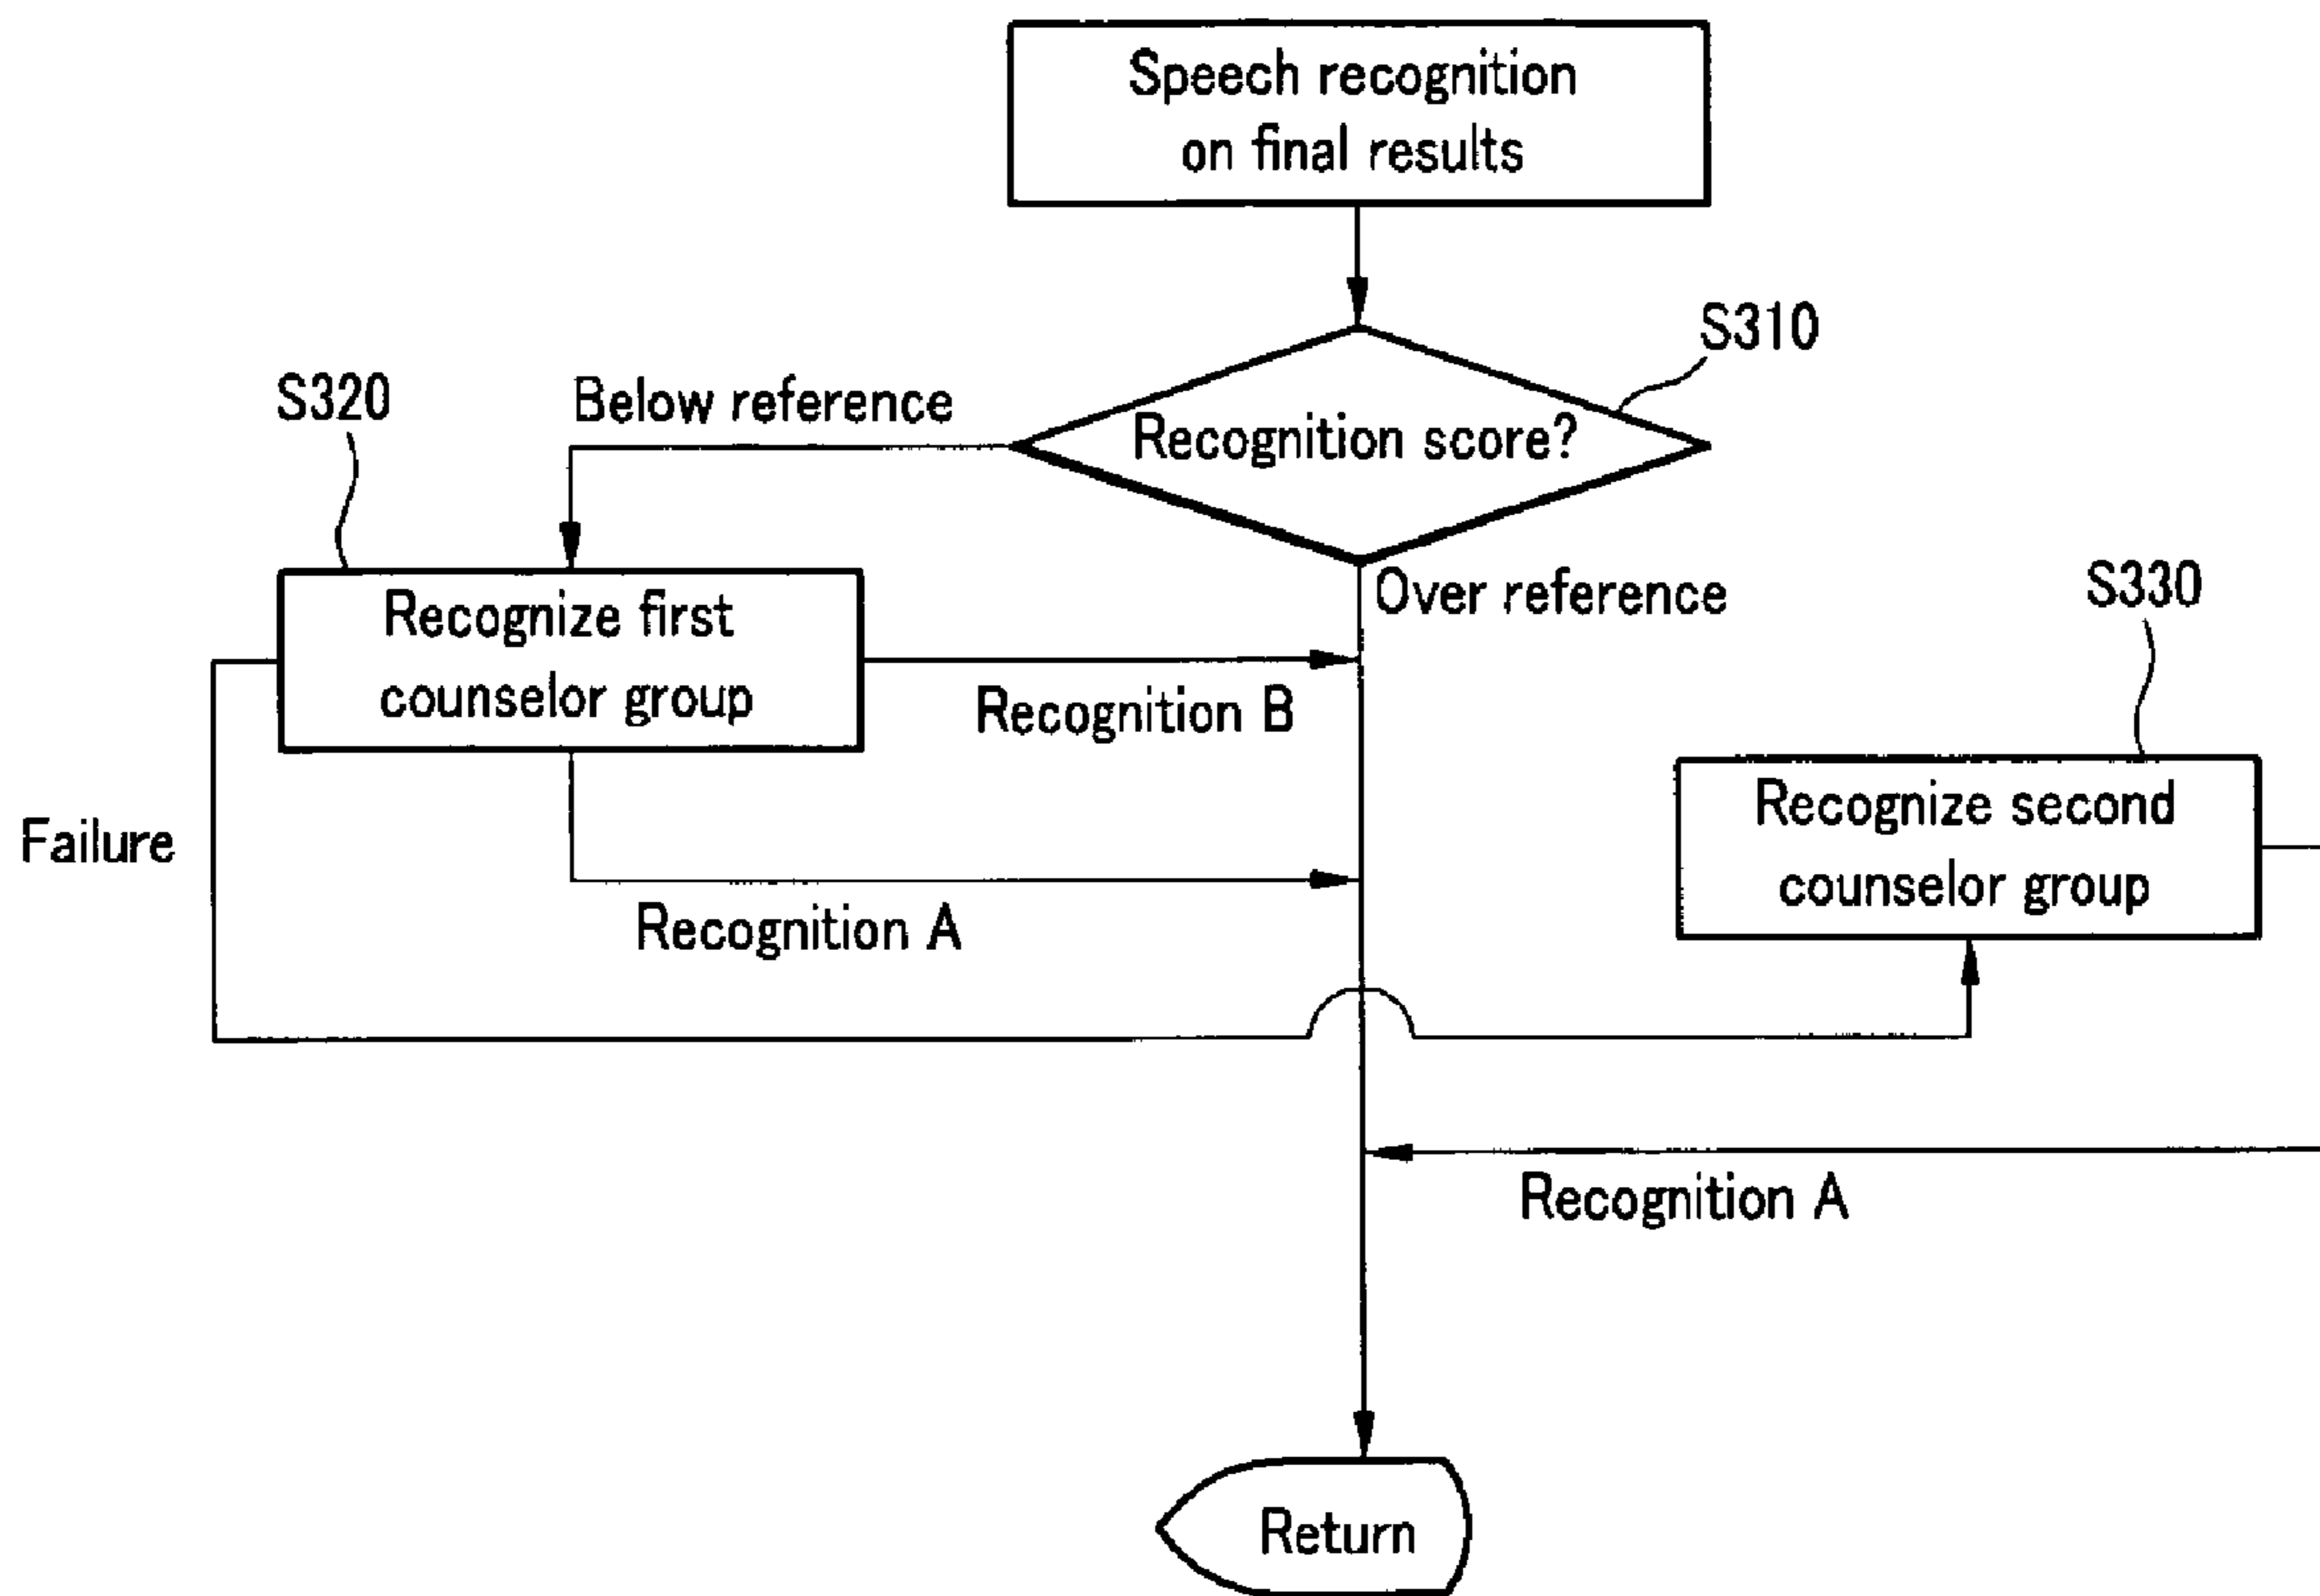 Speech recognition
on final results
S310
Recognition score?
Below reference
S320
Over reference
Recognize first
counselor group
S330
Recognition B
Recognize second
counselor group
Failure
Recognition A
Recognition A
Return